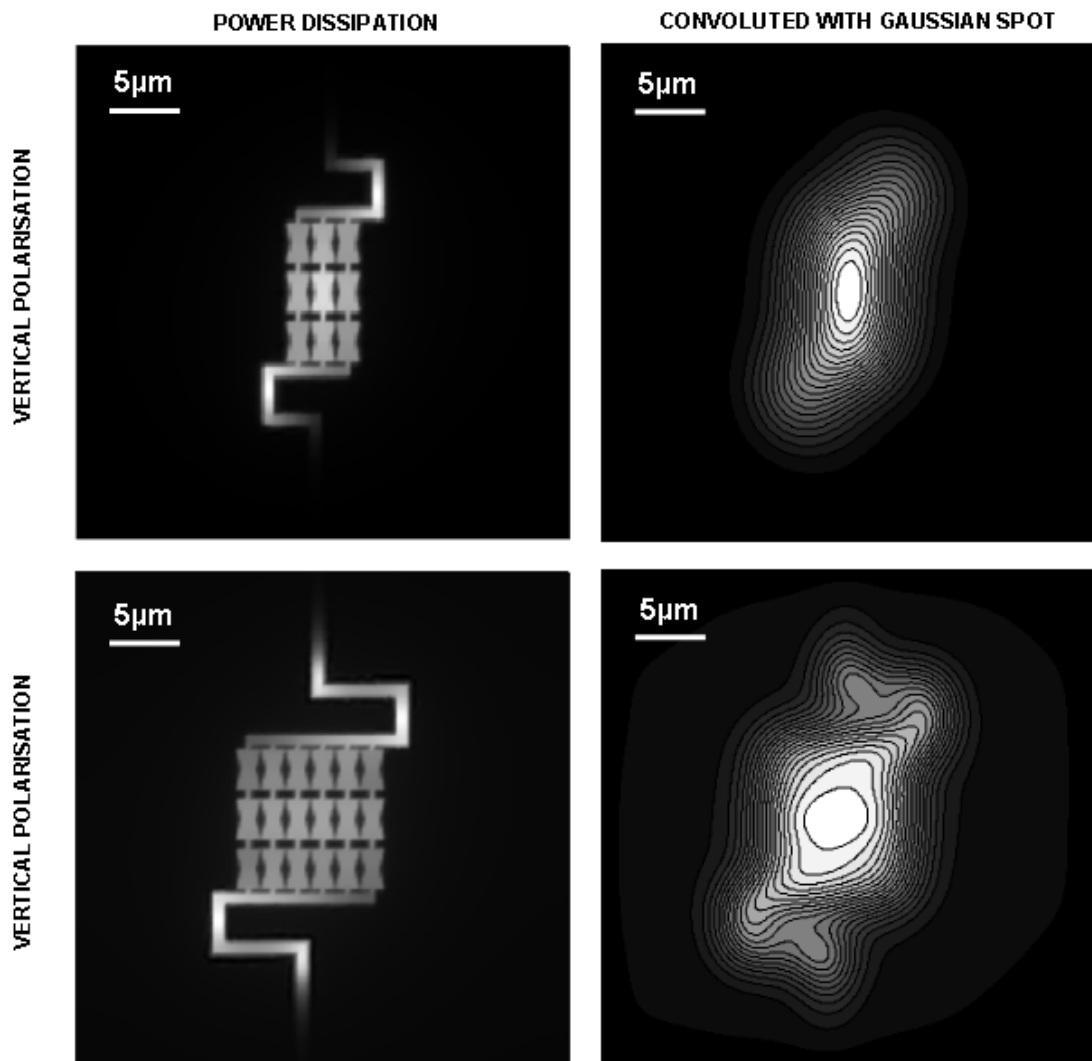 POWER DISSIPATION
CONVOLUTED WITH GAUSSIAN SPOT
VERTICAL POLARISATION
5µm
5µm
VERTICAL POLARISATION
5µm
5µm